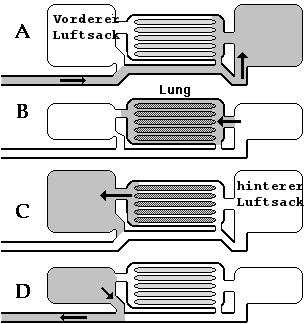 A
Vorderer
Luftsack
B
Lung
C
hinterer
Luftsack
D